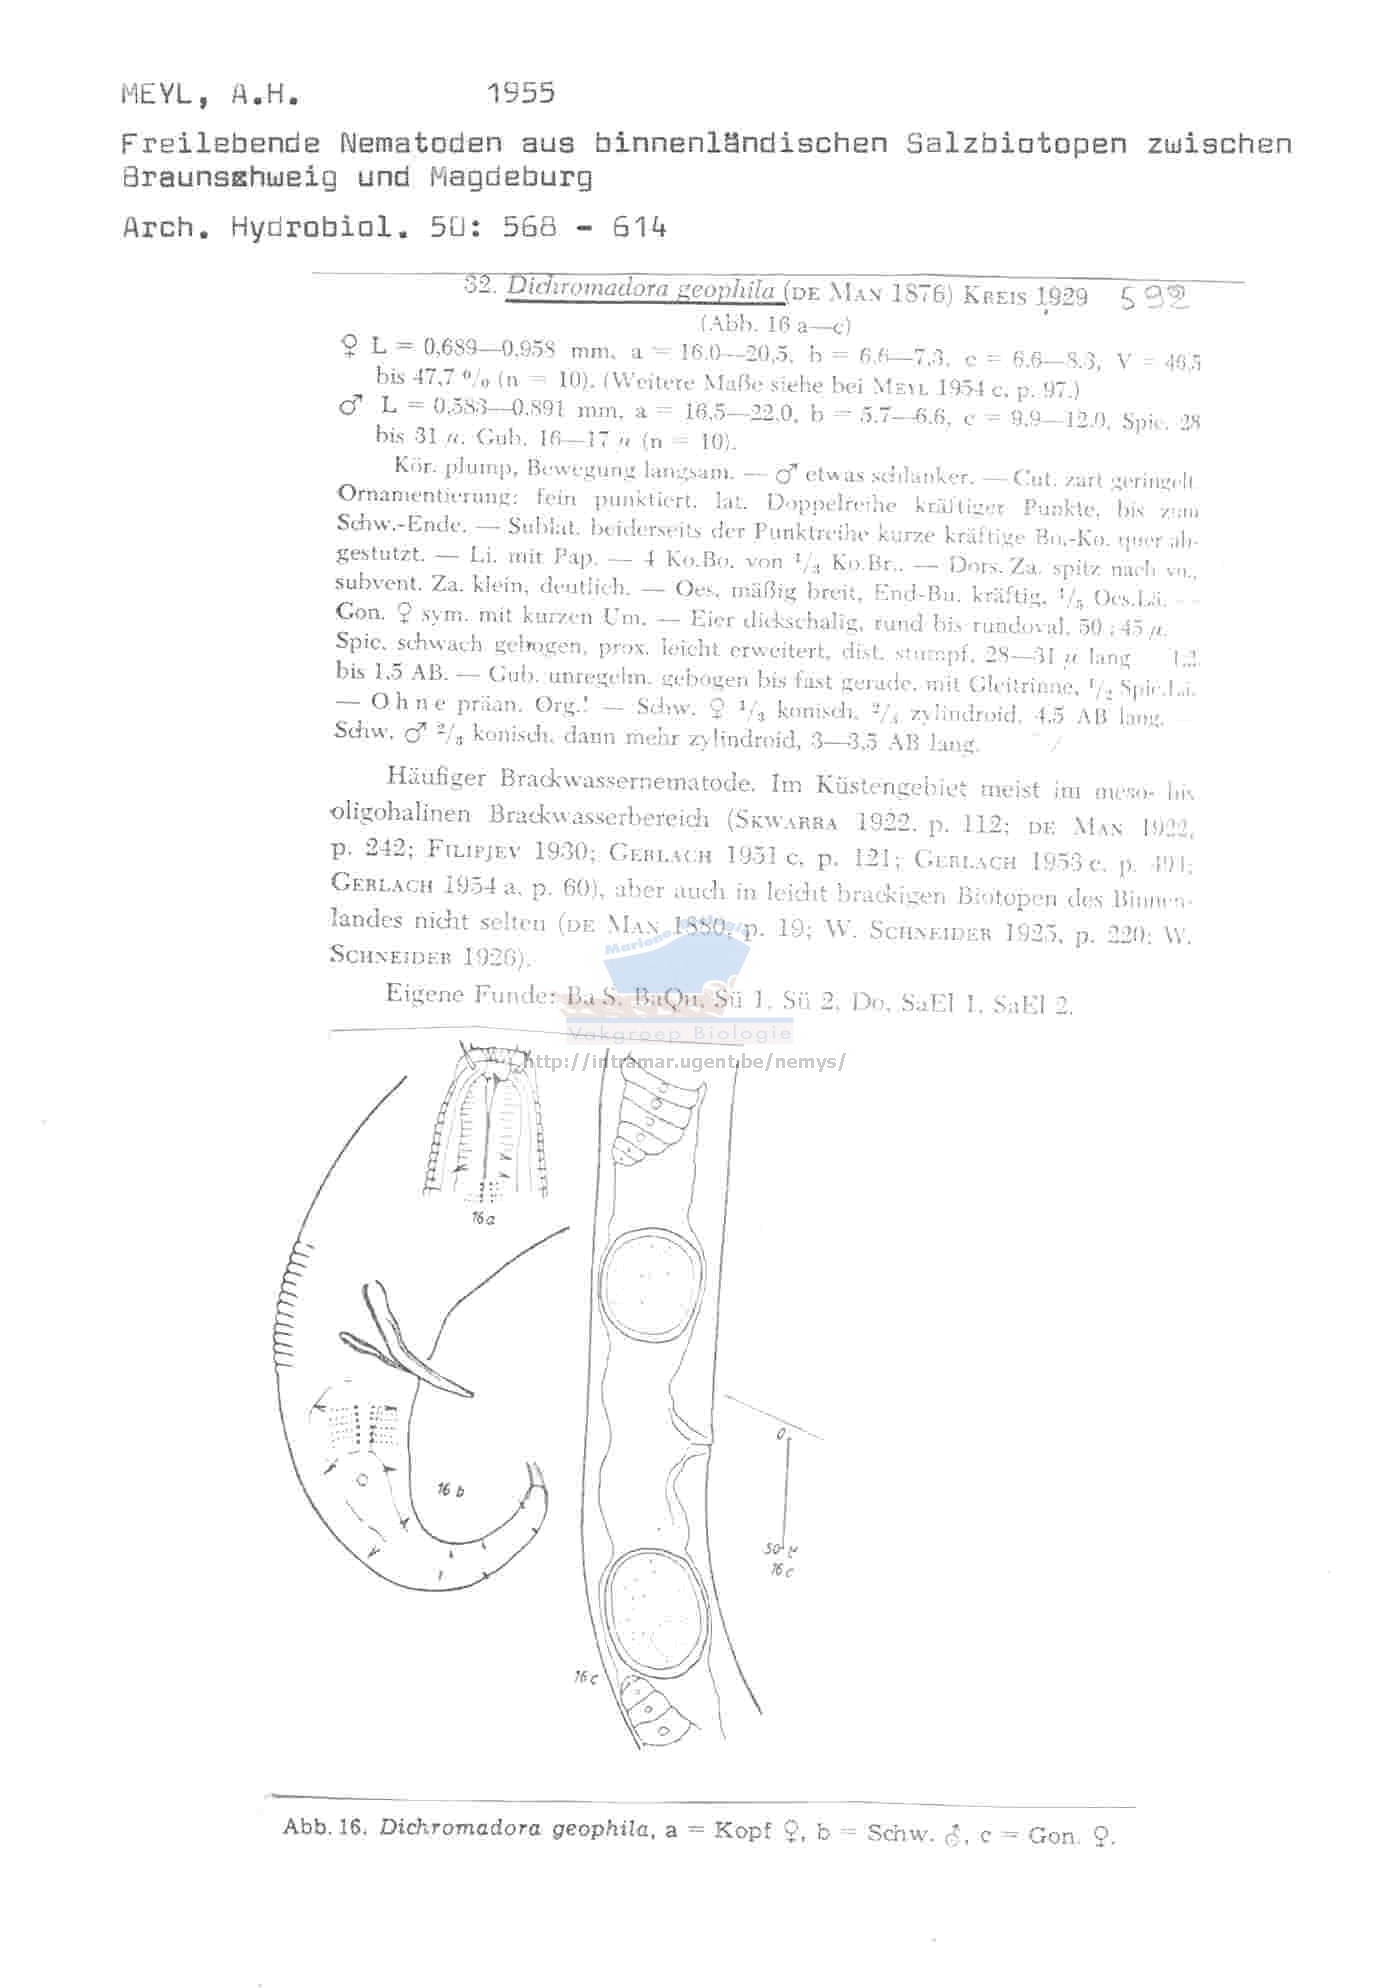 MEYL, A.H. 1955
Freilebende Nematoden aus binnenländischen Salzbiotopen zwischen
Braunschweig und Magdeburg
Arch. Hydrobiol. 50: 568 - 614
32. Dichromadora geophila (DE MAN 1876) KREIS 1929 592
(Abb. 16 a—c)
♀ L = 0,689—0,958 mm, a = 16,0—20,5, b = 6,6—7,3, c = 6,6—8,3, V = 46,5
bis 47,7 % (n = 10). (Weitere Maße siehe bei MEYL 1954 c, p. 97.)
♂ L = 0,583—0,891 mm, a = 16,5—22,0, b = 5,7—6,6, c = 9,9—12,0, Spic. 28
bis 31 µ, Gub. 16—17 µ (n = 10).
Kör. plump, Bewegung langsam. — ♂ etwas schlanker. — Cut. zart geringelt.
Ornamentierung: fein punktiert, lat. Doppelreihe kräftiger Punkte, bis zum
Schw.-Ende. — Sublat. beiderseits der Punktreihe kurze kräftige Bo.-Ko. quer ab-
gestutzt. — Li. mit Pap. — 4 Ko.Bo. von 1/3 Ko.Br.. — Dors. Za. spitz nach vo.,
subvent. Za. klein, deutlich. — Oes. mäßig breit, End-Bu. kräftig, 1/5 Oes.Lä. —
Gon. ♀ sym. mit kurzen Um. — Eier dickschalig, rund bis rundoval, 50 : 45 µ.
Spic. schwach gebogen, prox. leicht erweitert, dist. stumpf, 28—31 µ lang 1,2
bis 1,5 AB. — Gub. unregelm. gebogen bis fast gerade, mit Gleitrinne, 1/2 Spic.Lä.
— Ohne präan. Org.! — Schw. ♀ 1/3 konisch, 2/3 zylindroid, 4,5 AB lang. —
Schw. ♂ 2/3 konisch, dann mehr zylindroid, 3—3,5 AB lang.
Häufiger Brackwassernematode. Im Küstengebiet meist im meso- bis
oligohalinen Brackwasserbereich (SKWARRA 1922, p. 112; DE MAN 1922,
p. 242; FILIPJEV 1930; GERLACH 1951 c, p. 121; GERLACH 1953 c, p. 491;
GERLACH 1954 a, p. 60), aber auch in leicht brackigen Biotopen des Binnen-
landes nicht selten (DE MAN 1880, p. 19; W. SCHNEIDER 1925, p. 220; W.
SCHNEIDER 1926).
Eigene Funde: Ba S, BaQu, Sü 1, Sü 2, Do, SaEl 1, SaEl 2.
Mariene Biologie
Vakgroep Biologie
http://intramar.ugent.be/nemys/
16a
16 b
0
50 µ
16 c
16 c
Abb. 16. Dichromadora geophila, a = Kopf ♀, b = Schw. ♂, c = Gon. ♀.